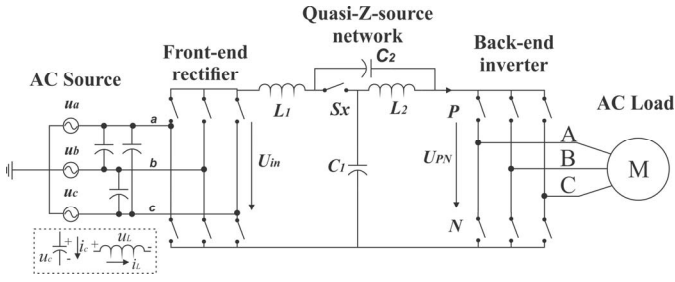 Quasi-Z-source
network
Front-end
rectifier
C2
Back-end
inverter
AC Source
AC Load
ua
a
L1
Sx
L2
P
A
ub
b
Uin
C1
UPN
B
M
uc
c
C
N
uc
+
-
ic
+
uL
-
iL